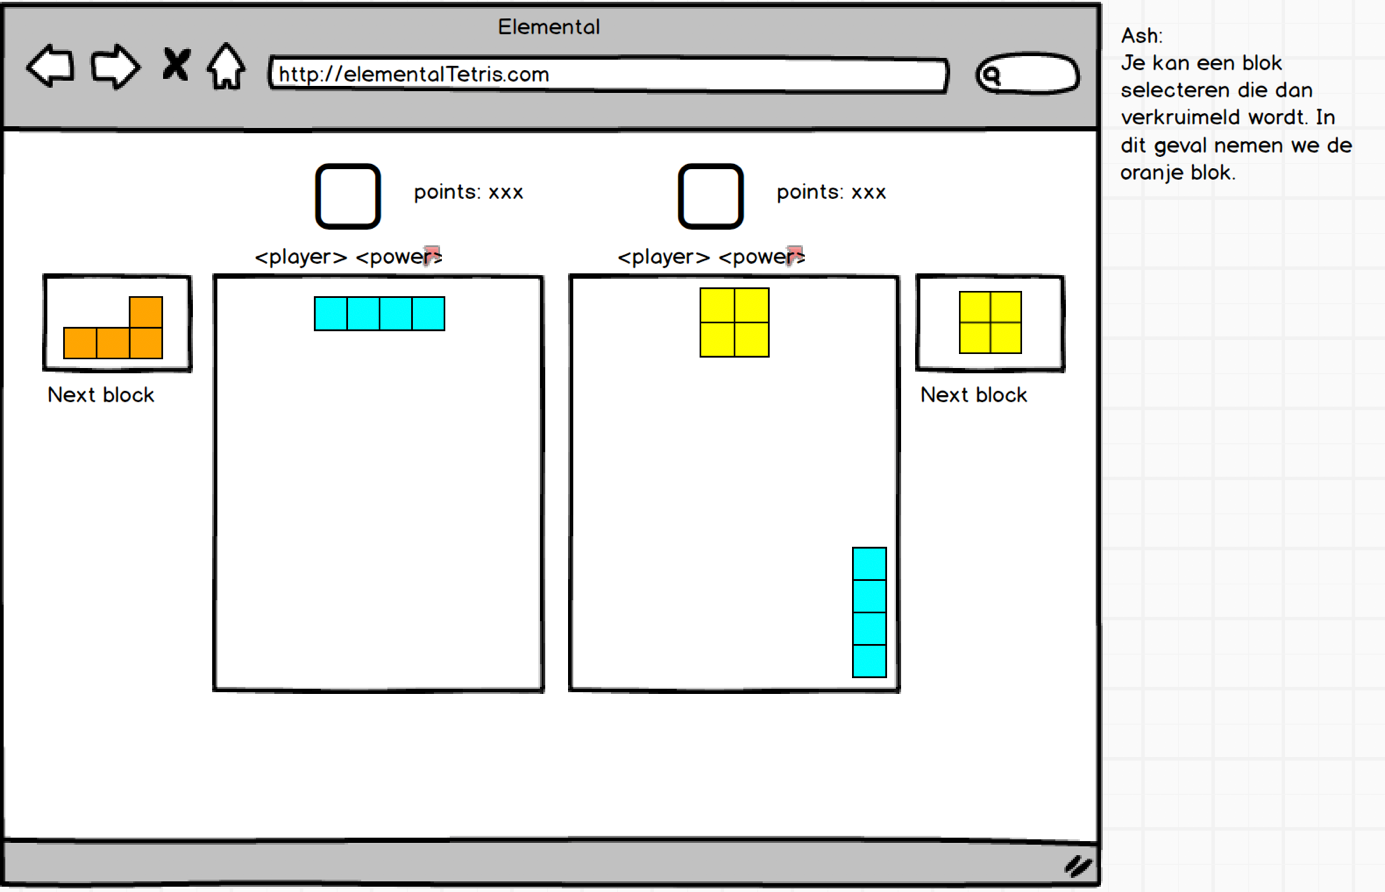 Elemental
http://elementalTetris.com
points: xxx
points: xxx
<player> <power>
<player> <power>
Next block
Next block
Ash:
Je kan een blok
selecteren die dan
verkruimeld wordt. In
dit geval nemen we de
oranje blok.